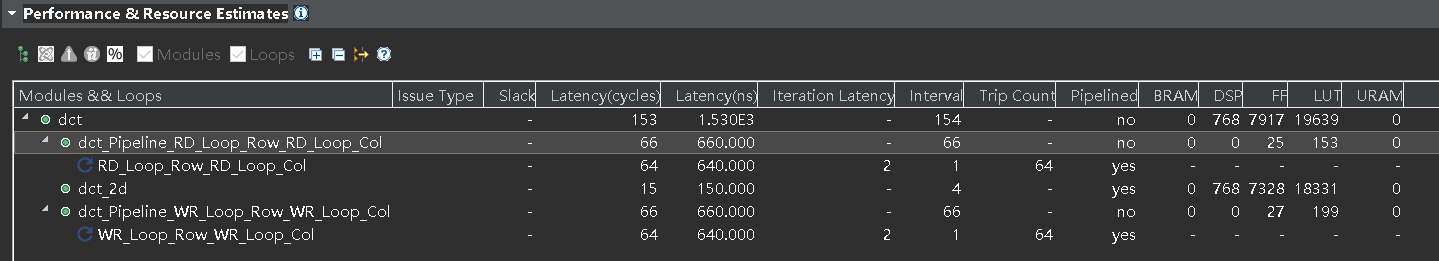 Performance & Resource Estimates
% Modules Loops
Modules && Loops Issue Type Slack Latency(cycles) Latency(ns) Iteration Latency Interval Trip Count Pipelined BRAM DSP FF LUT URAM
dct - 153 1.530E3 - 154 - no 0 768 7917 19639 0
dct_Pipeline_RD_Loop_Row_RD_Loop_Col - 66 660.000 - 66 - no 0 0 25 153 0
RD_Loop_Row_RD_Loop_Col - 64 640.000 2 1 64 yes - - - - -
dct_2d - 15 150.000 - 4 - yes 0 768 7328 18331 0
dct_Pipeline_WR_Loop_Row_WR_Loop_Col - 66 660.000 - 66 - no 0 0 27 199 0
WR_Loop_Row_WR_Loop_Col - 64 640.000 2 1 64 yes - - - - -